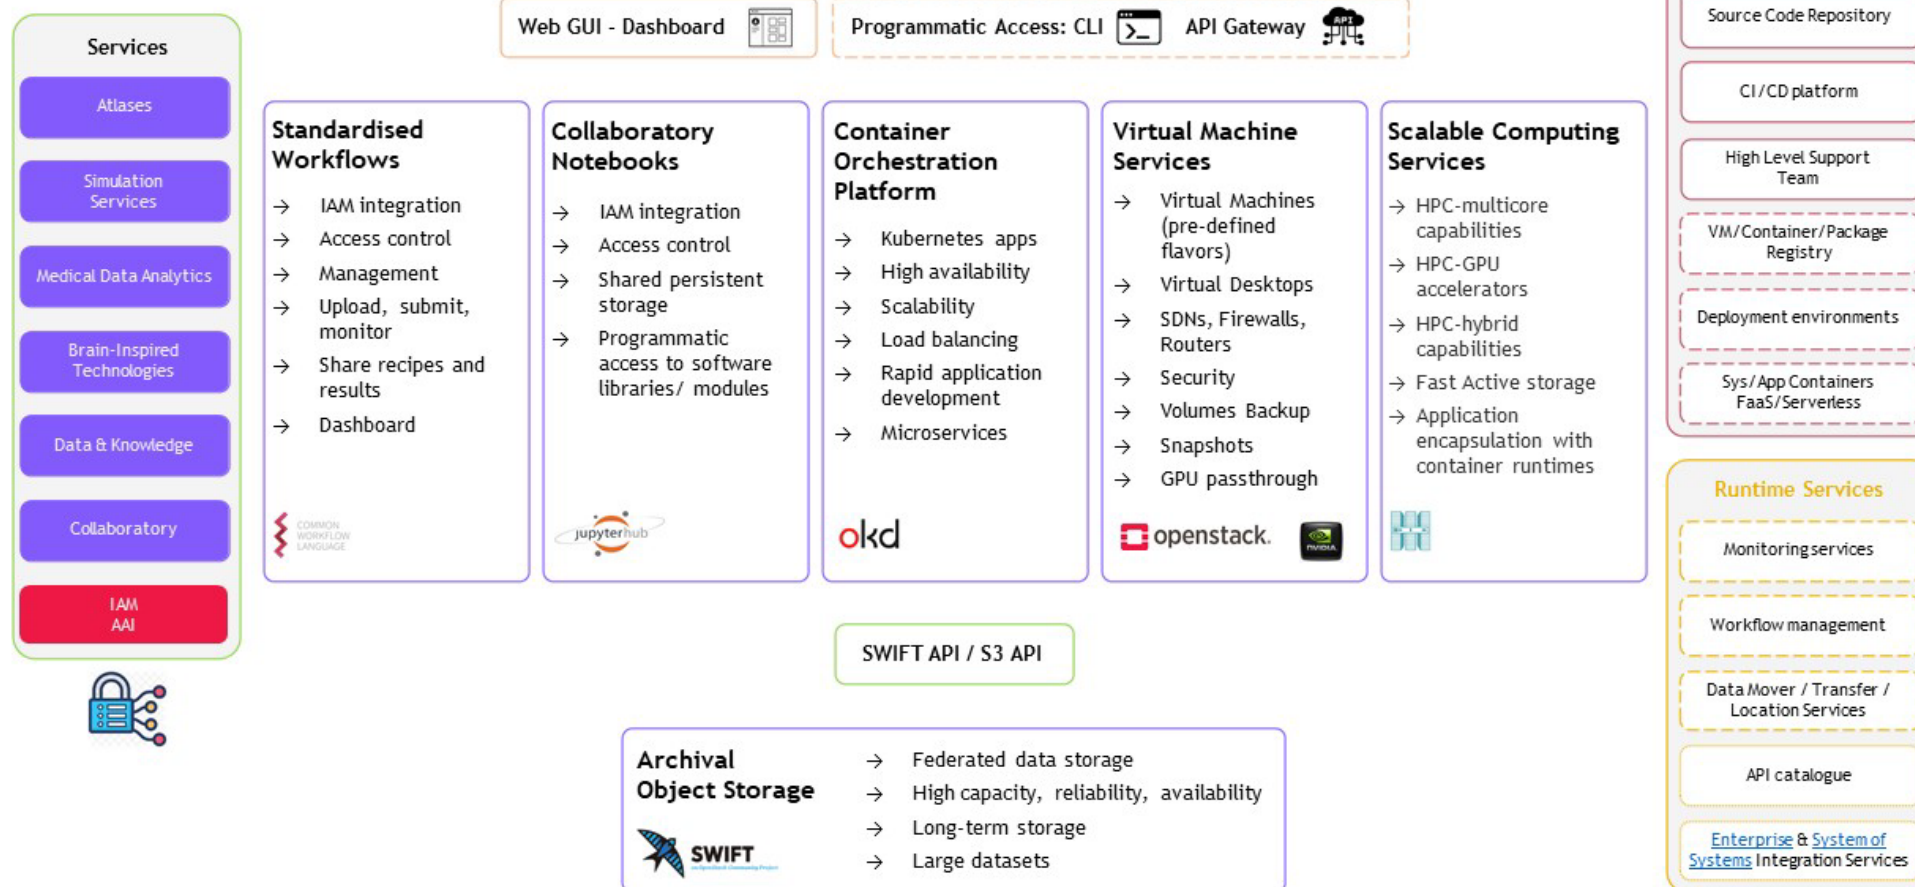 Services
Atlases
Simulation
Services
Medical Data Analytics
Brain-Inspired
Technologies
Data & Knowledge
Collaboratory
IAM
AAI
Web GUI - Dashboard
Programmatic Access: CLI
API Gateway
API
Standardised
Workflows
→ IAM integration
→ Access control
→ Management
→ Upload, submit,
monitor
→ Share recipes and
results
→ Dashboard
COMMON
WORKFLOW
LANGUAGE
Collaboratory
Notebooks
→ IAM integration
→ Access control
→ Shared persistent
storage
→ Programmatic
access to software
libraries/ modules
jupyterhub
Container
Orchestration
Platform
→ Kubernetes apps
→ High availability
→ Scalability
→ Load balancing
→ Rapid application
development
→ Microservices
okd
Virtual Machine
Services
→ Virtual Machines
(pre-defined
flavors)
→ Virtual Desktops
→ SDNs, Firewalls,
Routers
→ Security
→ Volumes Backup
→ Snapshots
→ GPU passthrough
openstack.
NVIDIA
Scalable Computing
Services
→ HPC-multicore
capabilities
→ HPC-GPU
accelerators
→ HPC-hybrid
capabilities
→ Fast Active storage
→ Application
encapsulation with
container runtimes
SWIFT API / S3 API
Archival
Object Storage
SWIFT
→ Federated data storage
→ High capacity, reliability, availability
→ Long-term storage
→ Large datasets
Source Code Repository
CI/CD platform
High Level Support
Team
VM/Container/Package
Registry
Deployment environments
Sys/App Containers
FaaS/Serverless
Runtime Services
Monitoring services
Workflow management
Data Mover / Transfer /
Location Services
API catalogue
Enterprise & System of
Systems Integration Services